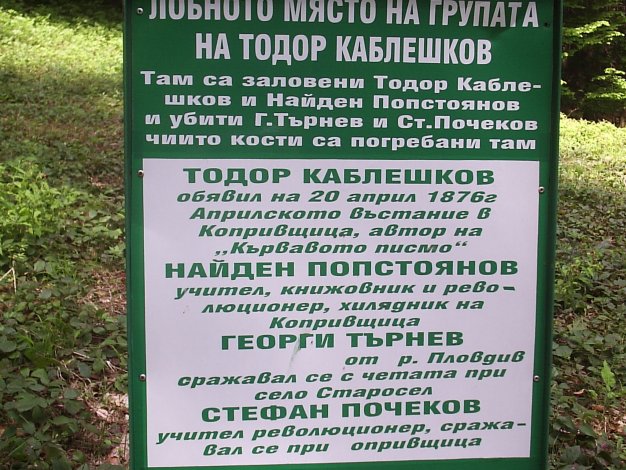 ЛОБНОТО МЯСТО НА ГРУПАТА
НА ТОДОР КАБЛЕШКОВ
Там са заловени Тодор Кабле-
шков и Найден Попстоянов
и убити Г.Търнев и Ст.Почеков
чиито кости са погребани там
ТОДОР КАБЛЕШКОВ
обявил на 20 април 1876г
Априлското въстание в
Копривщица, автор на
„Кървавото писмо“
НАЙДЕН ПОПСТОЯНОВ
учител, книжовник и рево-
люционер, хилядник на
Копривщица
ГЕОРГИ ТЪРНЕВ
от р. Пловдив
сражавал се с четата при
село Старосел
СТЕФАН ПОЧЕКОВ
учител революционер, сража-
вал се при опривщица